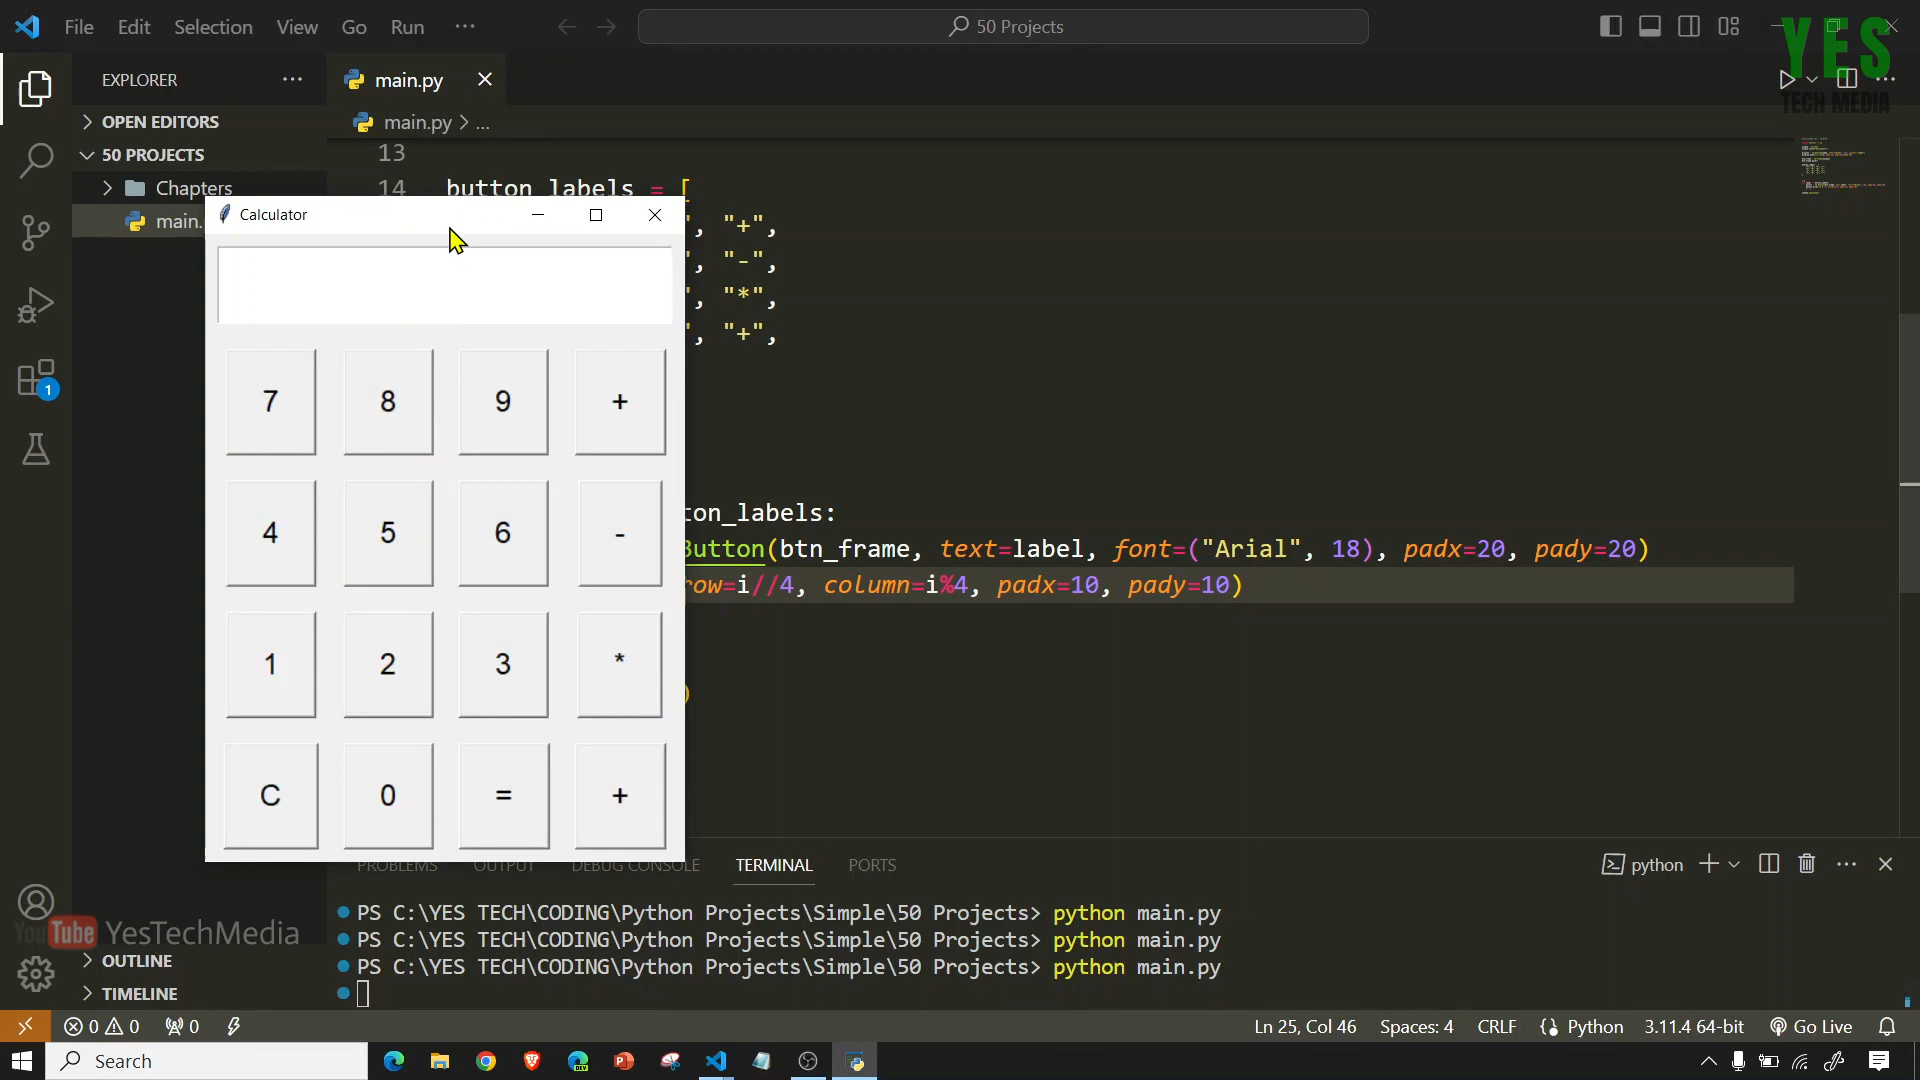 File Edit Selection View Go Run ...
50 Projects
YES
TECH MEDIA
EXPLORER ...
main.py
OPEN EDITORS
main.py > ...
50 PROJECTS
13
Chapters
14 button_labels = [
main.
Calculator
", "+",
", "-",
", "*",
", "+",
7 8 9 +
4 5 6 -
1 2 3 *
C 0 = +
ton_labels:
Button(btn_frame, text=label, font=("Arial", 18), padx=20, pady=20)
row=i//4, column=i%4, padx=10, pady=10)
)
1
PROBLEMS OUTPUT DEBUG CONSOLE TERMINAL PORTS
python
PS C:\YES TECH\CODING\Python Projects\Simple\50 Projects> python main.py
PS C:\YES TECH\CODING\Python Projects\Simple\50 Projects> python main.py
PS C:\YES TECH\CODING\Python Projects\Simple\50 Projects> python main.py
YouTube YesTechMedia
OUTLINE
TIMELINE
0 0 0
Ln 25, Col 46 Spaces: 4 CRLF Python 3.11.4 64-bit Go Live
Search